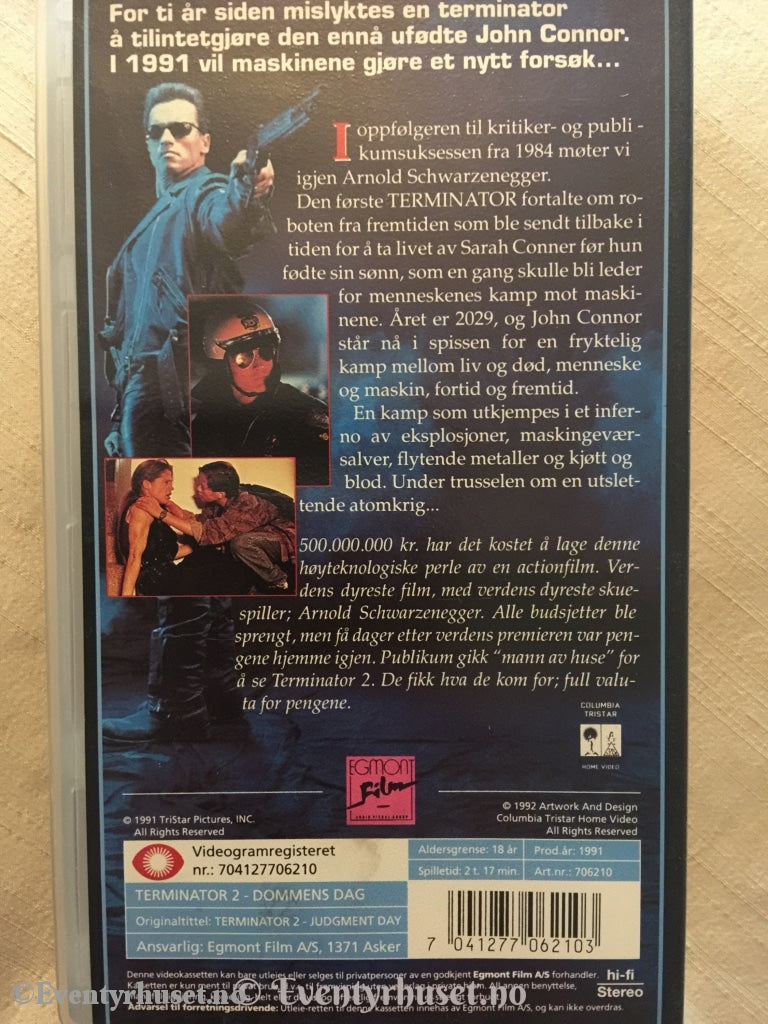 For ti år siden mislyktes en terminator
å tilintetgjøre den ennå ufødte John Connor.
I 1991 vil maskinene gjøre et nytt forsøk...
I oppfølgeren til kritiker- og publi -
kumsuksessen fra 1984 møter vi
igjen Arnold Schwarzenegger.
Den første TERMINATOR fortalte om ro-
boten fra fremtiden som ble sendt tilbake i
tiden for å ta livet av Sarah Conner før hun
fødte sin sønn, som en gang skulle bli leder
for menneskenes kamp mot maski-
nene. Året er 2029, og John Connor
står nå i spissen for en fryktelig
kamp mellom liv og død, menneske
og maskin, fortid og fremtid.
En kamp som utkjempes i et infer-
no av eksplosjoner, maskingevær-
salver, flytende metaller og kjøtt og
blod. Under trusselen om en utslet-
tende atomkrig...
500.000.000 kr. har det kostet å lage denne
høyteknologiske perle av en actionfilm. Ver-
dens dyreste film, med verdens dyreste skue-
spiller; Arnold Schwarzenegger. Alle budsjetter ble
sprengt, men få dager etter verdens premieren var pen-
gene hjemme igjen. Publikum gikk “mann av huse” for
å se Terminator 2. De fikk hva de kom for; full valu-
ta for pengene.
COLUMBIA
TRISTAR
HOME VIDEO
EGMONT
Film
© 1991 TriStar Pictures, INC.
All Rights Reserved
© 1992 Artwork And Design
Columbia Tristar Home Video
All Rights Reserved
Videogramregisteret
nr.: 704127706210
Aldersgrense: 18 år
Prod.år: 1991
Spilletid: 2 t. 17 min.
Art.nr.: 706210
TERMINATOR 2 - DOMMENS DAG
Originaltittel: TERMINATOR 2 - JUDGMENT DAY
Ansvarlig: Egmont Film A/S, 1371 Asker
7 041277 062103
Denne videokassetten kan bare utleies eller selges til privatpersoner av en godkjent Egmont Film A/S forhandler.
Kassetten er kun ment til privat bruk All annen benyttelse,
Advarsel til forretningsdrivende: Utleie-retten til denne kassetten innehas av Egmont Film A/S, og kan ikke overdras.
hi-fi
Stereo
©Eventyrhuset.no © Eventyrhuset.no